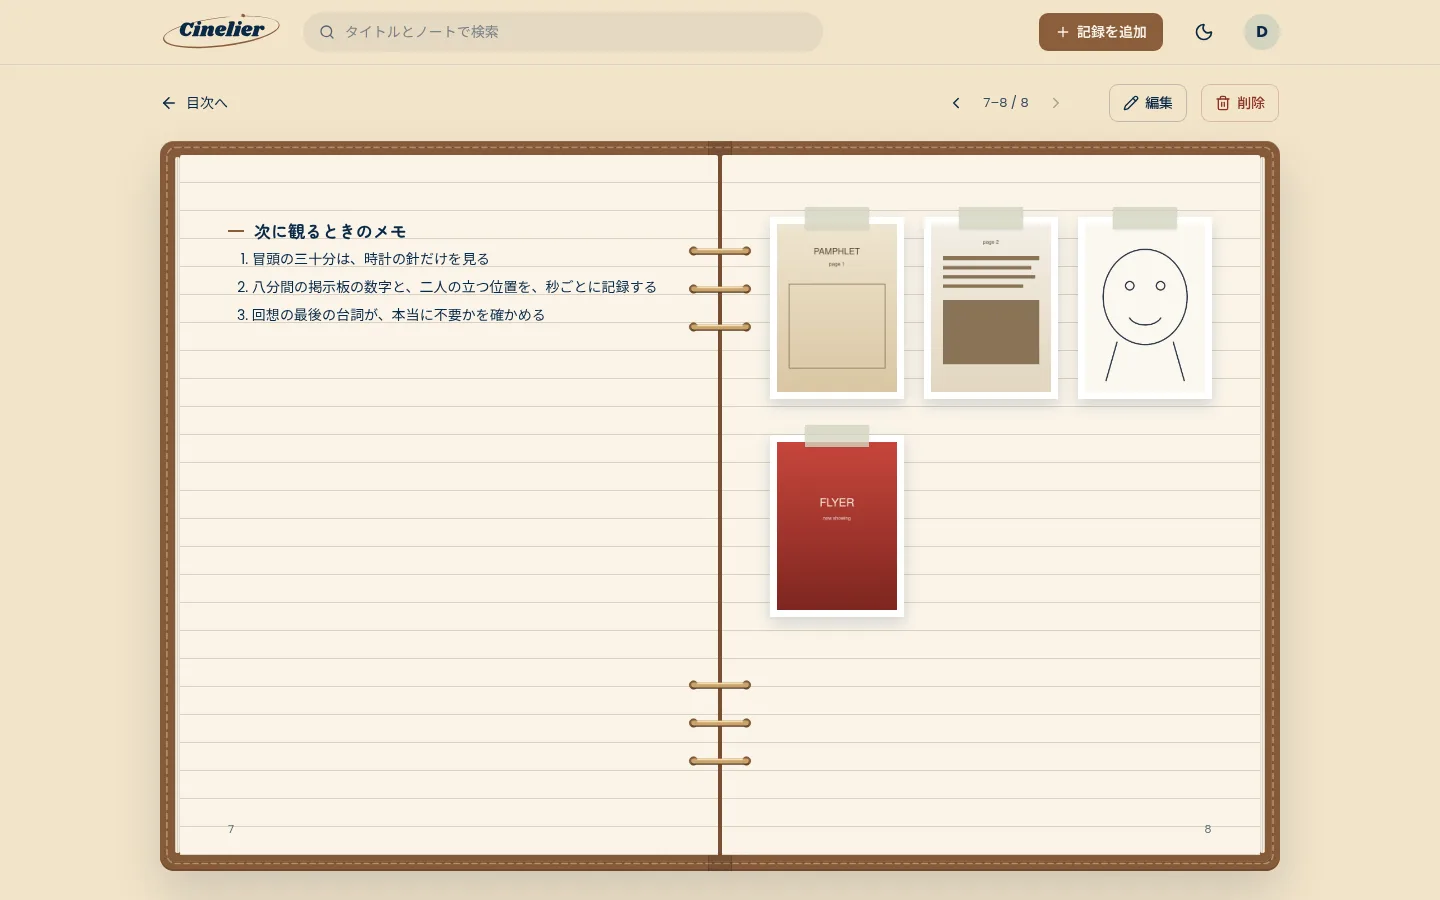 Cinelier
タイトルとノートで検索
記録を追加
D
目次へ
7–8 / 8
編集
削除
次に観るときのメモ
1. 冒頭の三十分は、時計の針だけを見る
2. 八分間の掲示板の数字と、二人の立つ位置を、秒ごとに記録する
3. 回想の最後の台詞が、本当に不要かを確かめる
PAMPHLET
page 1
page 2
FLYER
now showing
7
8